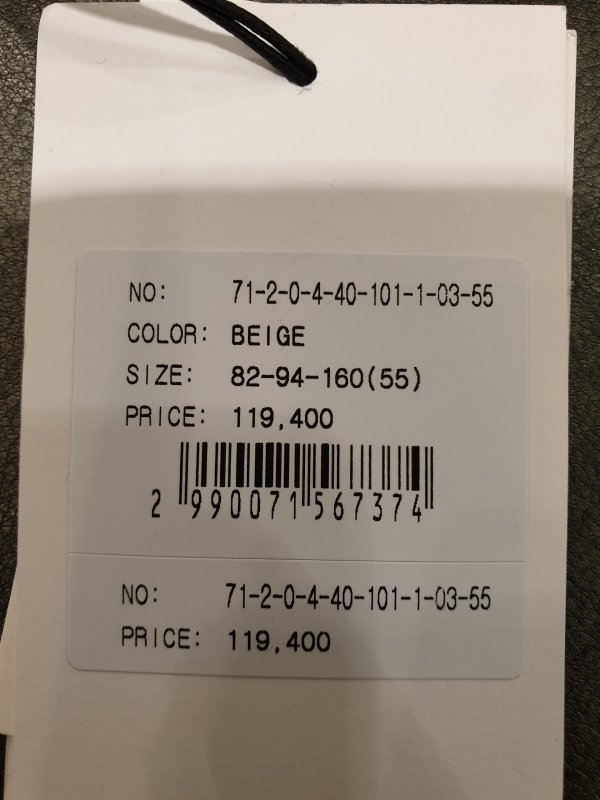 NO: 71-2-0-4-40-101-1-03-55
COLOR: BEIGE
SIZE: 82-94-160(55)
PRICE: 119,400
2 990071 567374
NO: 71-2-0-4-40-101-1-03-55
PRICE: 119,400